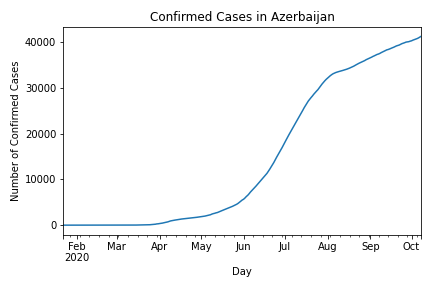 Confirmed Cases in Azerbaijan
40000
30000
20000
10000
0
Number of Confirmed Cases
Feb Mar Apr May Jun Jul Aug Sep Oct
2020
Day